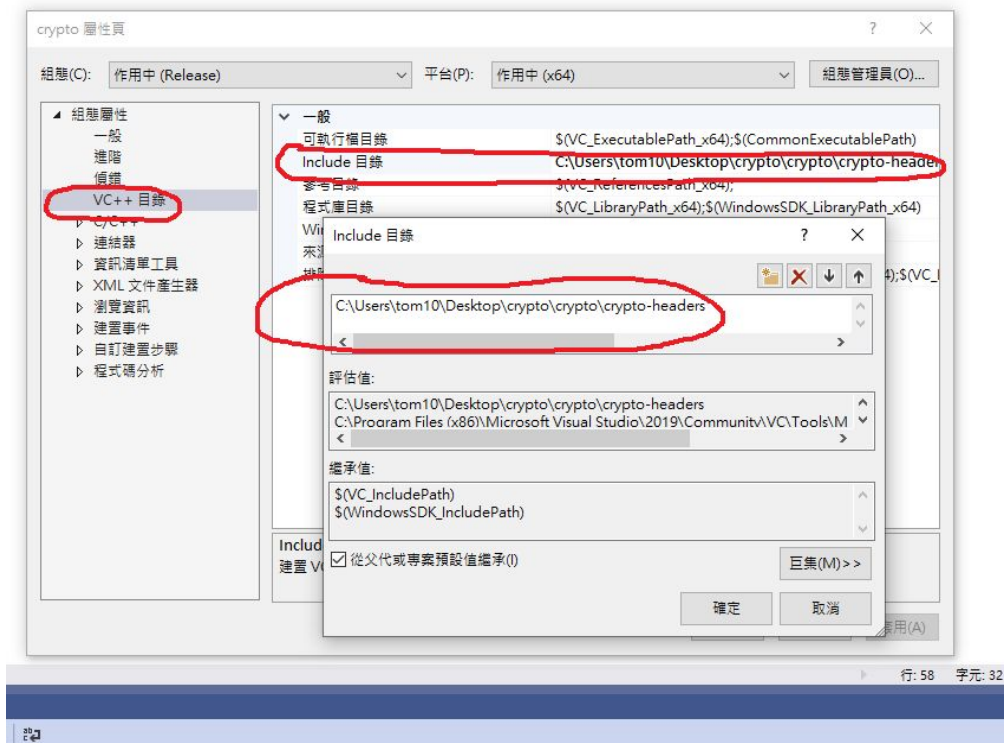 crypto 屬性頁
組態(C): 作用中 (Release) 平台(P): 作用中 (x64) 組態管理員(O)...
組態屬性
一般
進階
偵錯
VC++ 目錄
C/C++
連結器
資訊清單工具
XML 文件產生器
瀏覽資訊
建置事件
自訂建置步驟
程式碼分析
一般
可執行檔目錄 $(VC_ExecutablePath_x64);$(CommonExecutablePath)
Include 目錄 C:\Users\tom10\Desktop\crypto\crypto\crypto-header
參考目錄 $(VC_ReferencesPath_x64);
程式庫目錄 $(VC_LibraryPath_x64);$(WindowsSDK_LibraryPath_x64)
Include 目錄
C:\Users\tom10\Desktop\crypto\crypto\crypto-headers
評估值:
C:\Users\tom10\Desktop\crypto\crypto\crypto-headers
C:\Program Files (x86)\Microsoft Visual Studio\2019\Community\VC\Tools\M
繼承值:
$(VC_IncludePath)
$(WindowsSDK_IncludePath)
從父代或專案預設值繼承(I)
巨集(M)>>
確定 取消
Includ
建置 V
套用(A)
行: 58 字元: 32